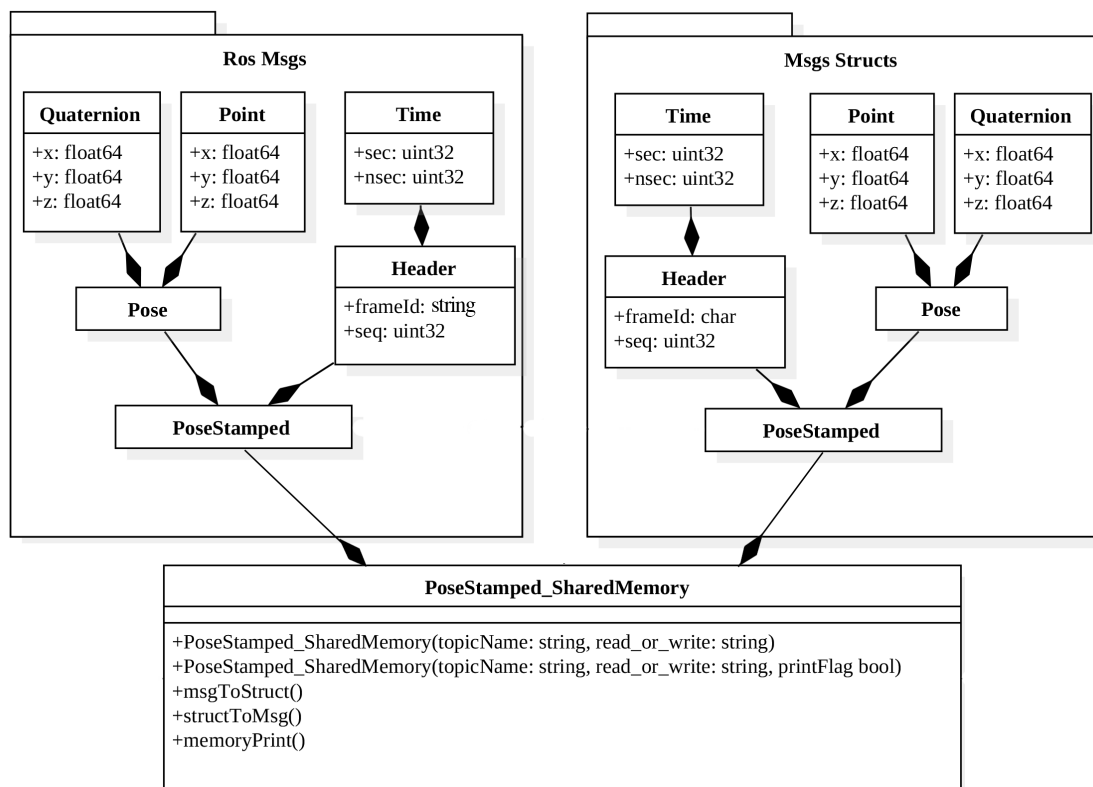 Ros Msgs
Quaternion
+x: float64
+y: float64
+z: float64
Point
+x: float64
+y: float64
+z: float64
Time
+sec: uint32
+nsec: uint32
Header
+frameId: string
+seq: uint32
Pose
PoseStamped
Msgs Structs
Time
+sec: uint32
+nsec: uint32
Point
+x: float64
+y: float64
+z: float64
Quaternion
+x: float64
+y: float64
+z: float64
Header
+frameId: char
+seq: uint32
Pose
PoseStamped
PoseStamped_SharedMemory
+PoseStamped_SharedMemory(topicName: string, read_or_write: string)
+PoseStamped_SharedMemory(topicName: string, read_or_write: string, printFlag bool)
+msgToStruct()
+structToMsg()
+memoryPrint()